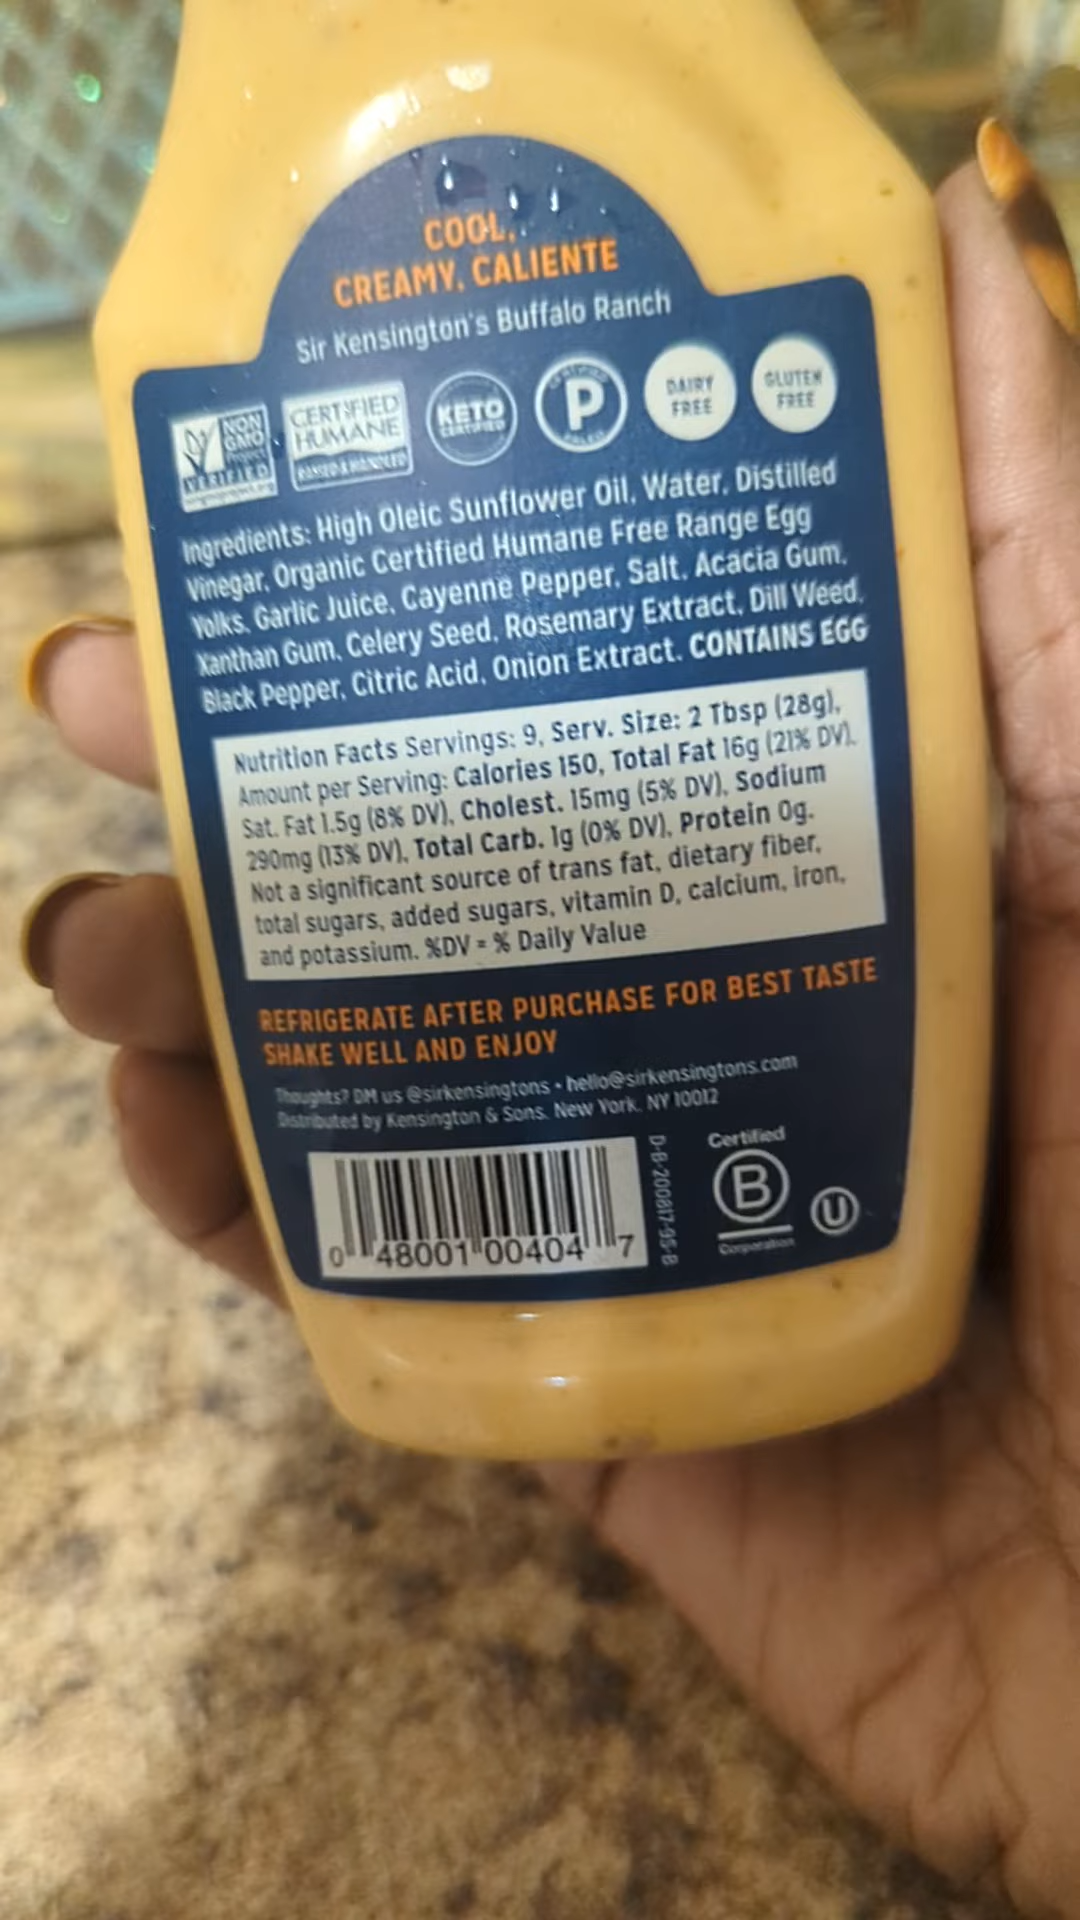 COOL,
CREAMY, CALIENTE
Sir Kensington's Buffalo Ranch
NON
GMO
Project
VERIFIED
CERTIFIED
HUMANE
RAISED & HANDLED
KETO
CERTIFIED
CERTIFIED
P
PALEO
DAIRY
FREE
GLUTEN
FREE
Ingredients: High Oleic Sunflower Oil, Water, Distilled
Vinegar, Organic Certified Humane Free Range Egg
Yolks, Garlic Juice, Cayenne Pepper, Salt, Acacia Gum,
Xanthan Gum, Celery Seed, Rosemary Extract, Dill Weed,
Black Pepper, Citric Acid, Onion Extract. CONTAINS EGG
Nutrition Facts Servings: 9, Serv. Size: 2 Tbsp (28g),
Amount per Serving: Calories 150, Total Fat 16g (21% DV),
Sat. Fat 1.5g (8% DV), Cholest. 15mg (5% DV), Sodium
290mg (13% DV), Total Carb. 1g (0% DV), Protein 0g.
Not a significant source of trans fat, dietary fiber,
total sugars, added sugars, vitamin D, calcium, iron,
and potassium. %DV = % Daily Value
REFRIGERATE AFTER PURCHASE FOR BEST TASTE
SHAKE WELL AND ENJOY
Thoughts? DM us @sirkensingtons • hello@sirkensingtons.com
Distributed by Kensington & Sons, New York, NY 10012
0 48001 00404 7
D-B-200817-95-B
Certified
B
Corporation
U